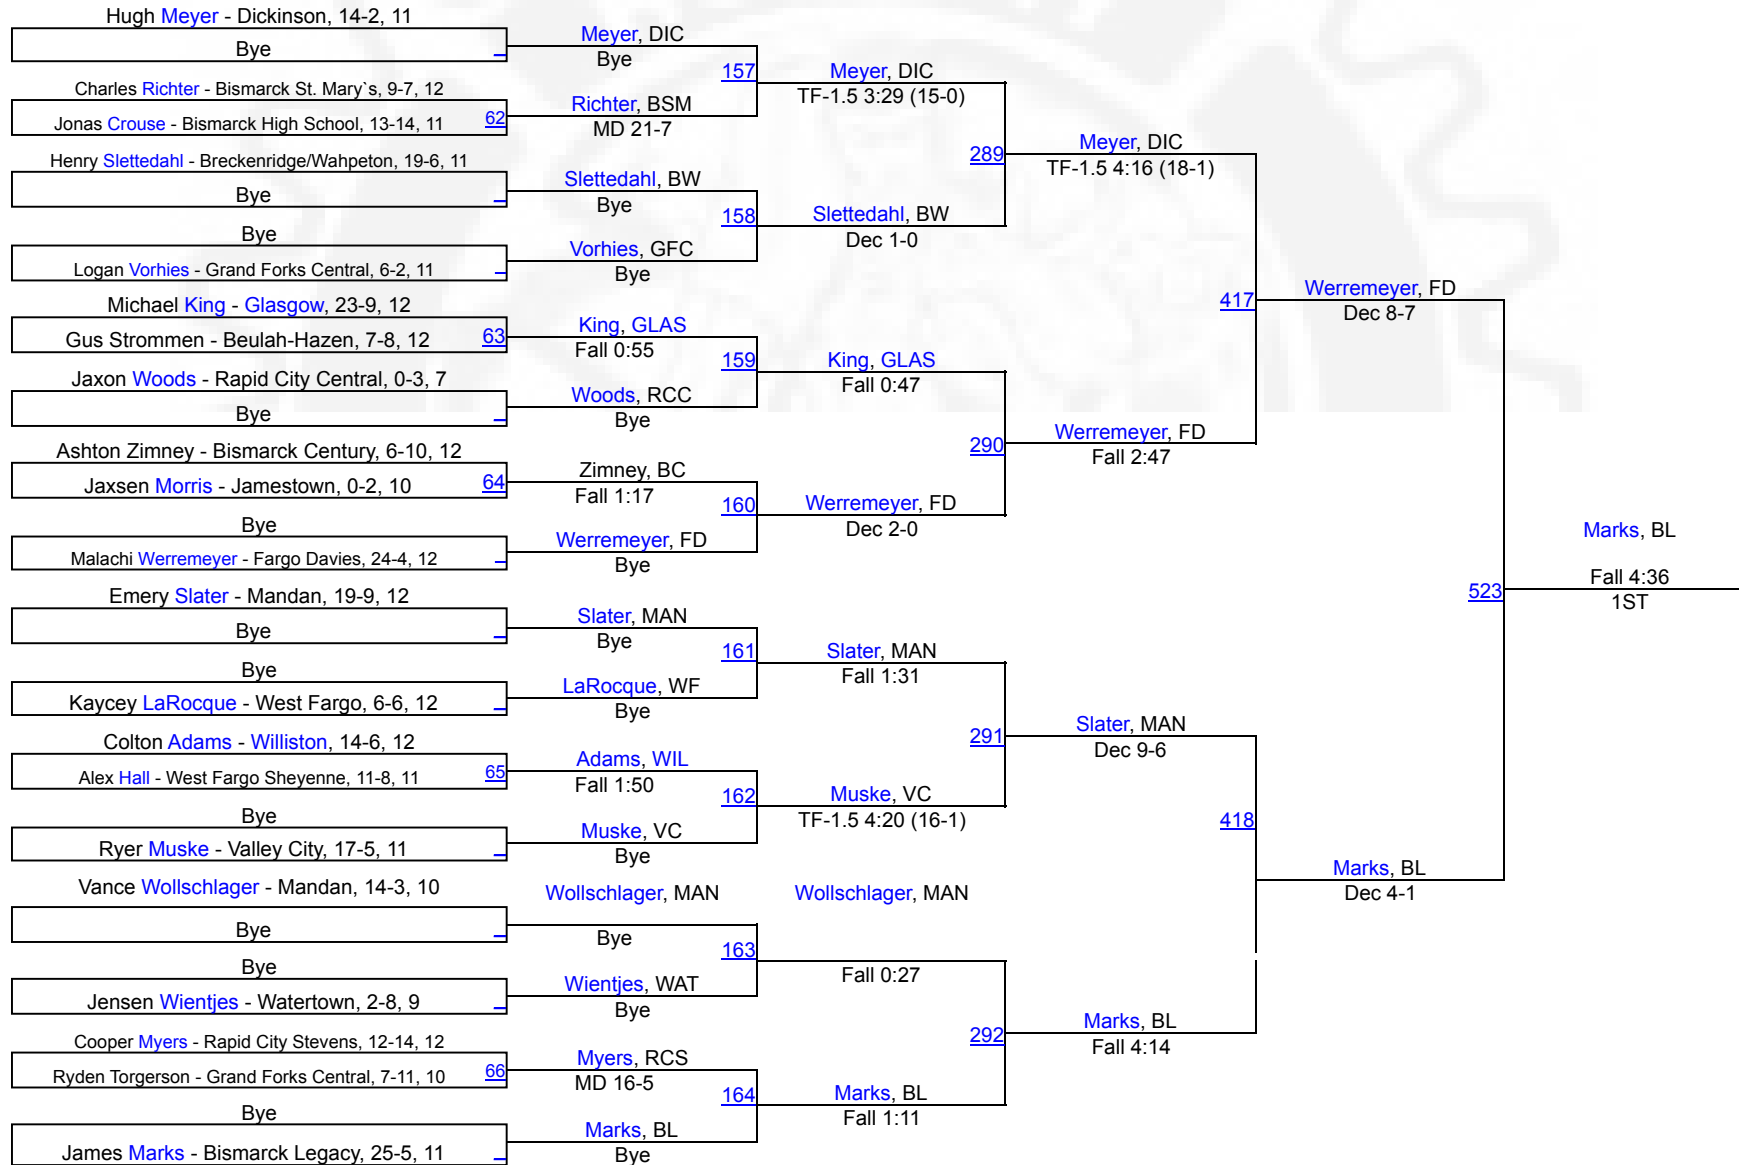 Hugh Meyer - Dickinson, 14-2, 11
Bye
Charles Richter - Bismarck St. Mary`s, 9-7, 12
Jonas Crouse - Bismarck High School, 13-14, 11
62
Henry Slettedahl - Breckenridge/Wahpeton, 19-6, 11
Bye
Bye
Logan Vorhies - Grand Forks Central, 6-2, 11
Michael King - Glasgow, 23-9, 12
Gus Strommen - Beulah-Hazen, 7-8, 12
63
Jaxon Woods - Rapid City Central, 0-3, 7
Bye
Ashton Zimney - Bismarck Century, 6-10, 12
Jaxsen Morris - Jamestown, 0-2, 10
64
Bye
Malachi Werremeyer - Fargo Davies, 24-4, 12
Emery Slater - Mandan, 19-9, 12
Bye
Bye
Kaycey LaRocque - West Fargo, 6-6, 12
Colton Adams - Williston, 14-6, 12
Alex Hall - West Fargo Sheyenne, 11-8, 11
65
Bye
Ryer Muske - Valley City, 17-5, 11
Vance Wollschlager - Mandan, 14-3, 10
Bye
Bye
Jensen Wientjes - Watertown, 2-8, 9
Cooper Myers - Rapid City Stevens, 12-14, 12
Ryden Torgerson - Grand Forks Central, 7-11, 10
66
Bye
James Marks - Bismarck Legacy, 25-5, 11
Meyer, DIC
Bye
157
Richter, BSM
MD 21-7
Slettedahl, BW
Bye
158
Vorhies, GFC
Bye
King, GLAS
Fall 0:55
159
Woods, RCC
Bye
Zimney, BC
Fall 1:17
160
Werremeyer, FD
Bye
Slater, MAN
Bye
161
LaRocque, WF
Bye
Adams, WIL
Fall 1:50
162
Muske, VC
Bye
Wollschlager, MAN
Bye
163
Wientjes, WAT
Bye
Myers, RCS
MD 16-5
164
Marks, BL
Bye
Meyer, DIC
TF-1.5 3:29 (15-0)
289
Slettedahl, BW
Dec 1-0
King, GLAS
Fall 0:47
290
Werremeyer, FD
Dec 2-0
Slater, MAN
Fall 1:31
291
Muske, VC
TF-1.5 4:20 (16-1)
Wollschlager, MAN
Fall 0:27
292
Marks, BL
Fall 1:11
Meyer, DIC
TF-1.5 4:16 (18-1)
417
Werremeyer, FD
Fall 2:47
Slater, MAN
Dec 9-6
418
Marks, BL
Fall 4:14
Werremeyer, FD
Dec 8-7
523
Marks, BL
Dec 4-1
Marks, BL
Fall 4:36
1ST